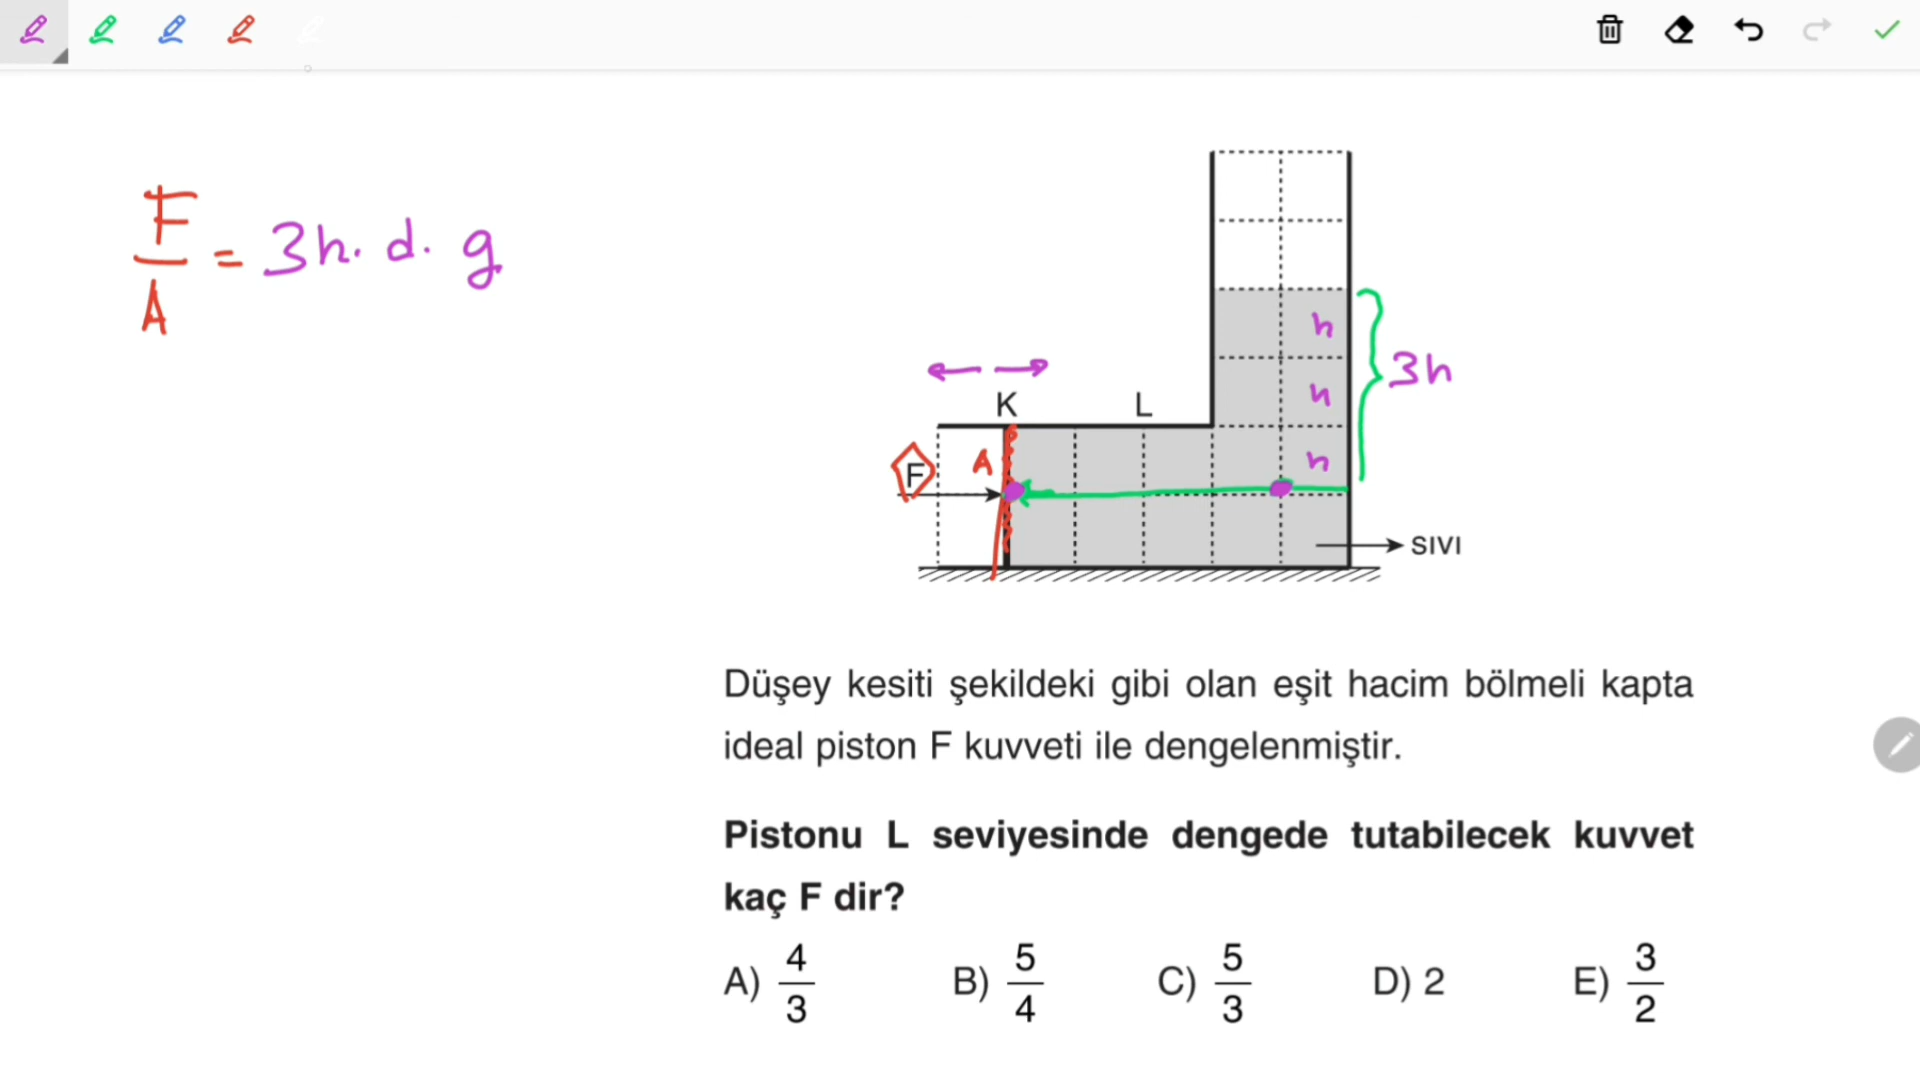 F/A = 3h. d. g
h
h
3h
K L
F A h
SIVI
Düşey kesiti şekildeki gibi olan eşit hacim bölmeli kapta
ideal piston F kuvveti ile dengelenmiştir.
Pistonu L seviyesinde dengede tutabilecek kuvvet
kaç F dir?
A) 4/3 B) 5/4 C) 5/3 D) 2 E) 3/2